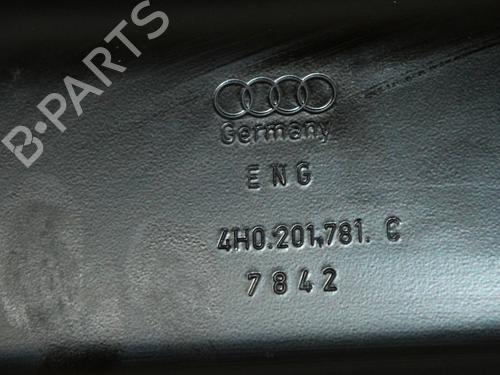 B-PARTS
Germany
ENG
4H0.201.781. C
7842